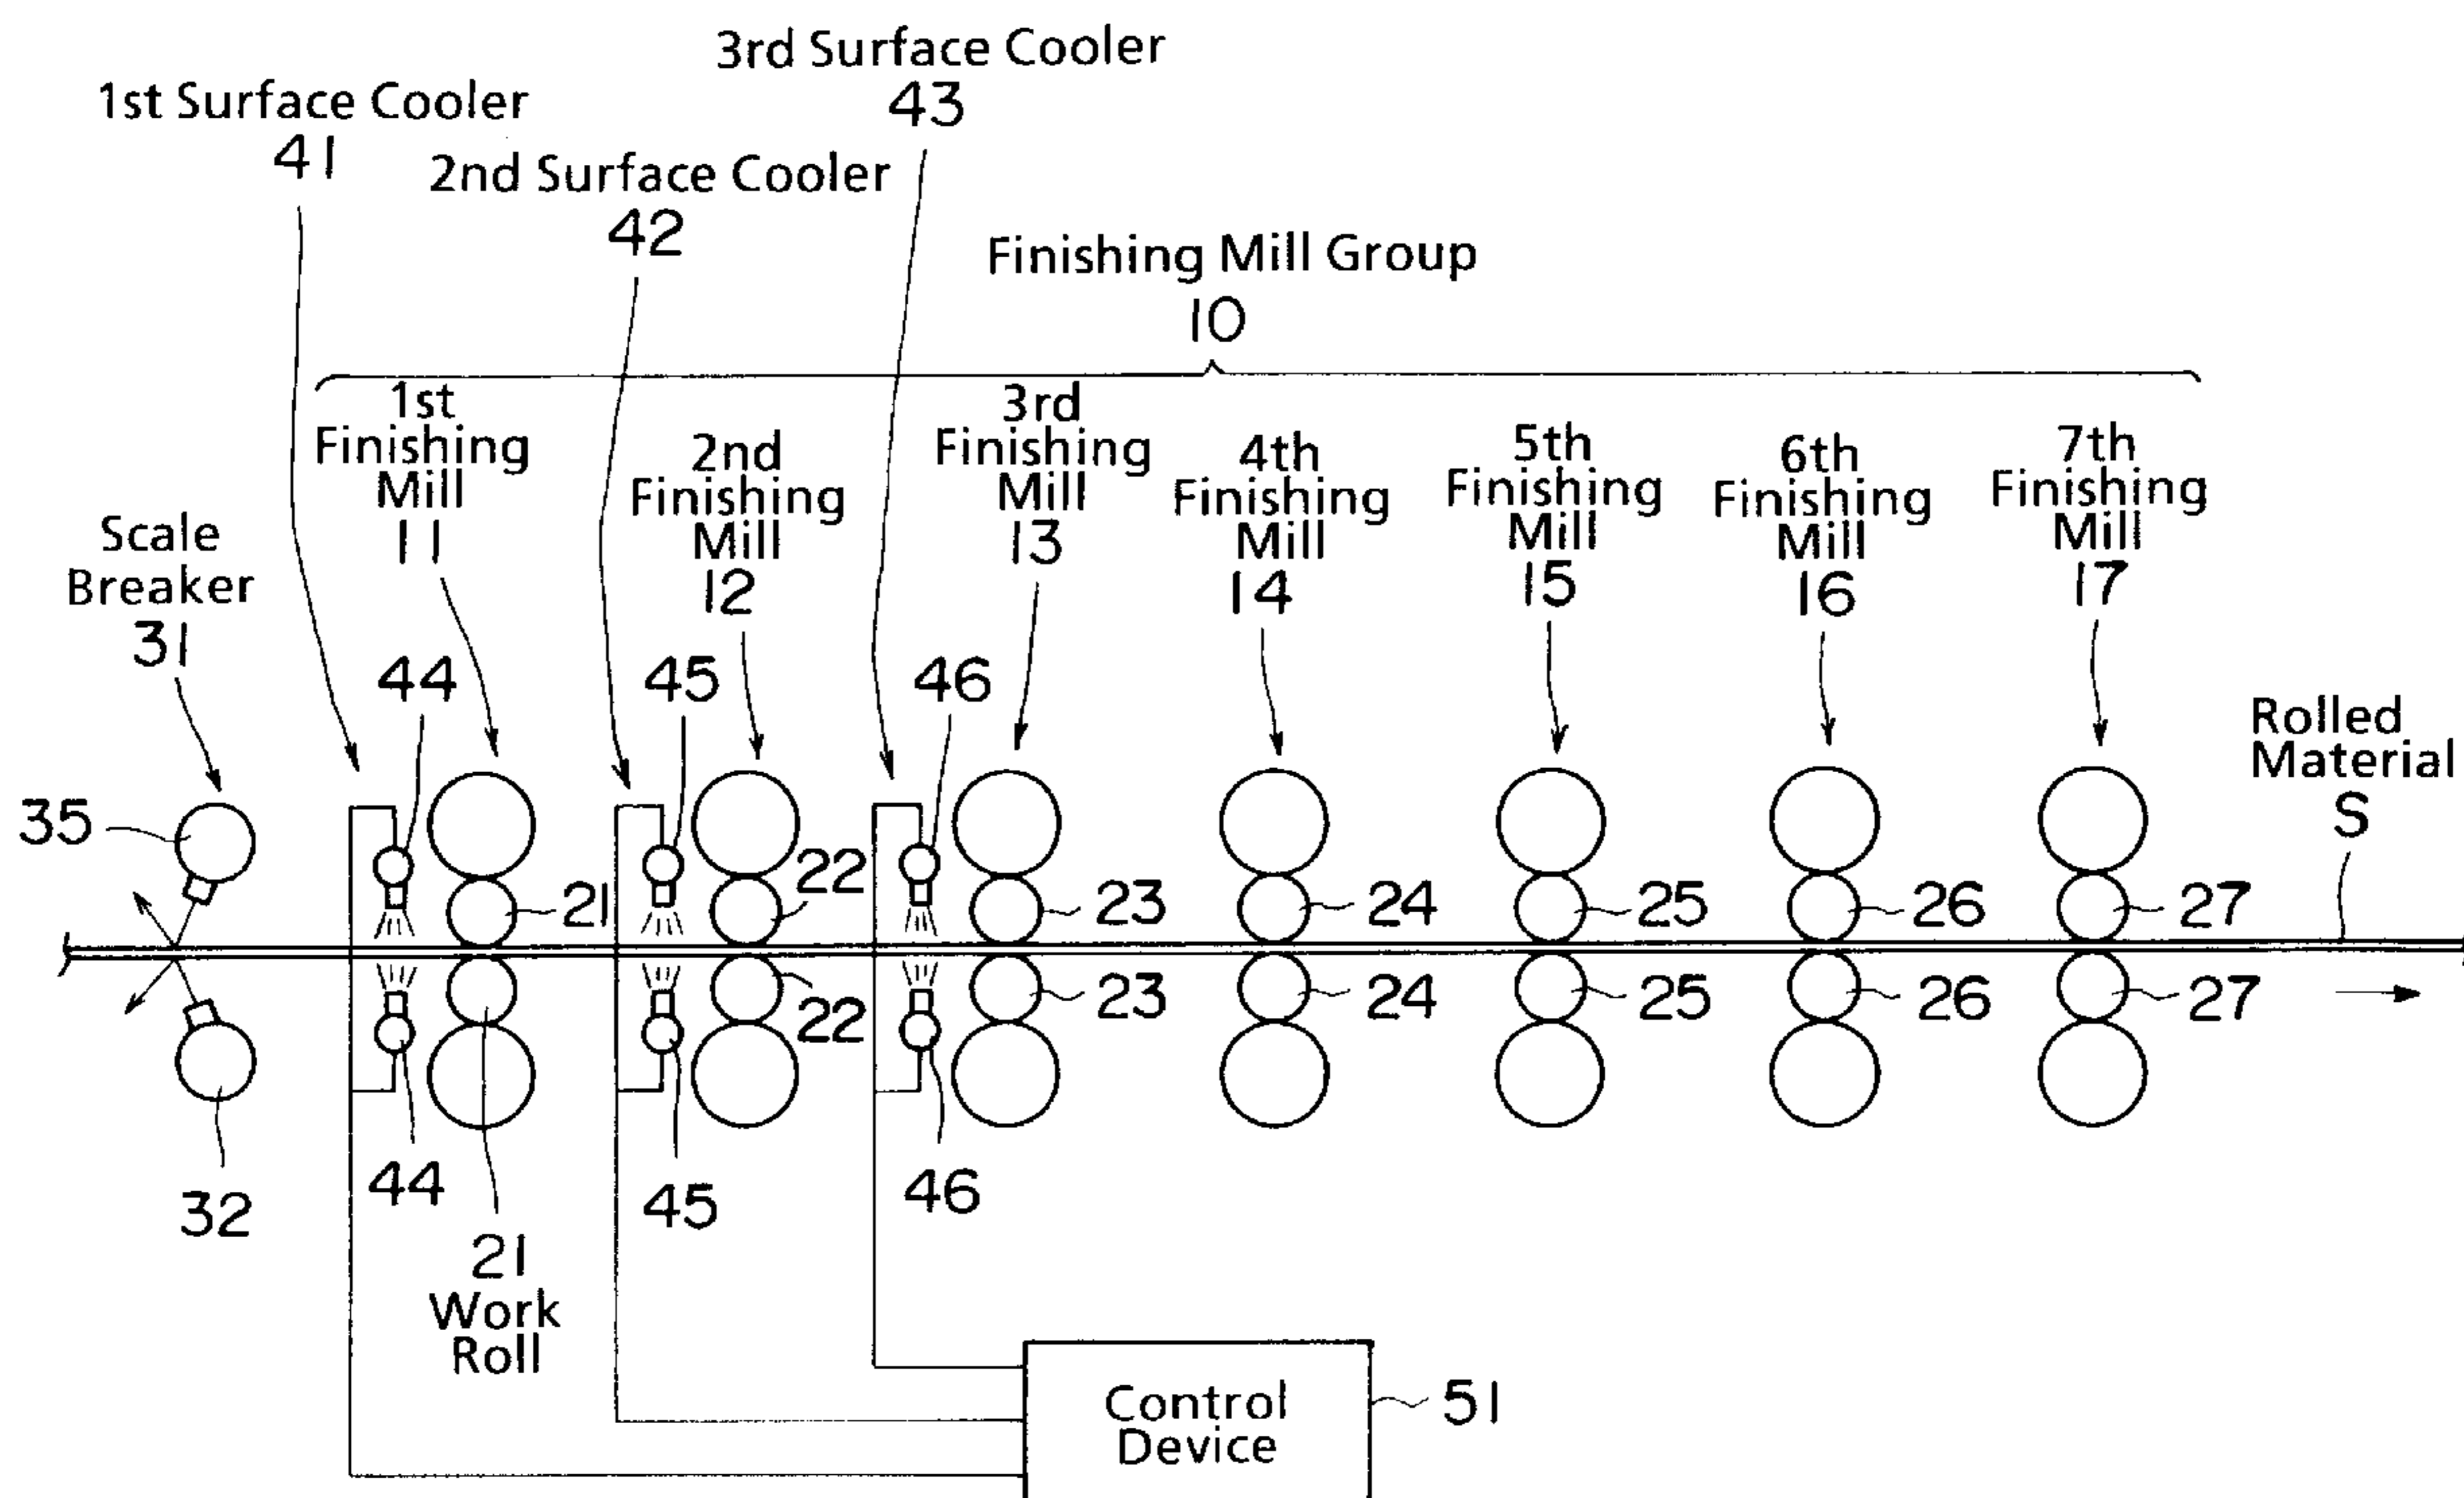 3rd Surface Cooler
43
1st Surface Cooler
41
2nd Surface Cooler
42
Finishing Mill Group
10
1st
Finishing
Mill
11
2nd
Finishing
Mill
12
3rd
Finishing
Mill
13
4th
Finishing
Mill
14
5th
Finishing
Mill
15
6th
Finishing
Mill
16
7th
Finishing
Mill
17
Scale
Breaker
31
44
45
46
Rolled
Material
S
35
21
22
23
24
25
26
27
22
23
24
25
26
27
32
44
45
46
21
Work
Roll
Control
Device
51